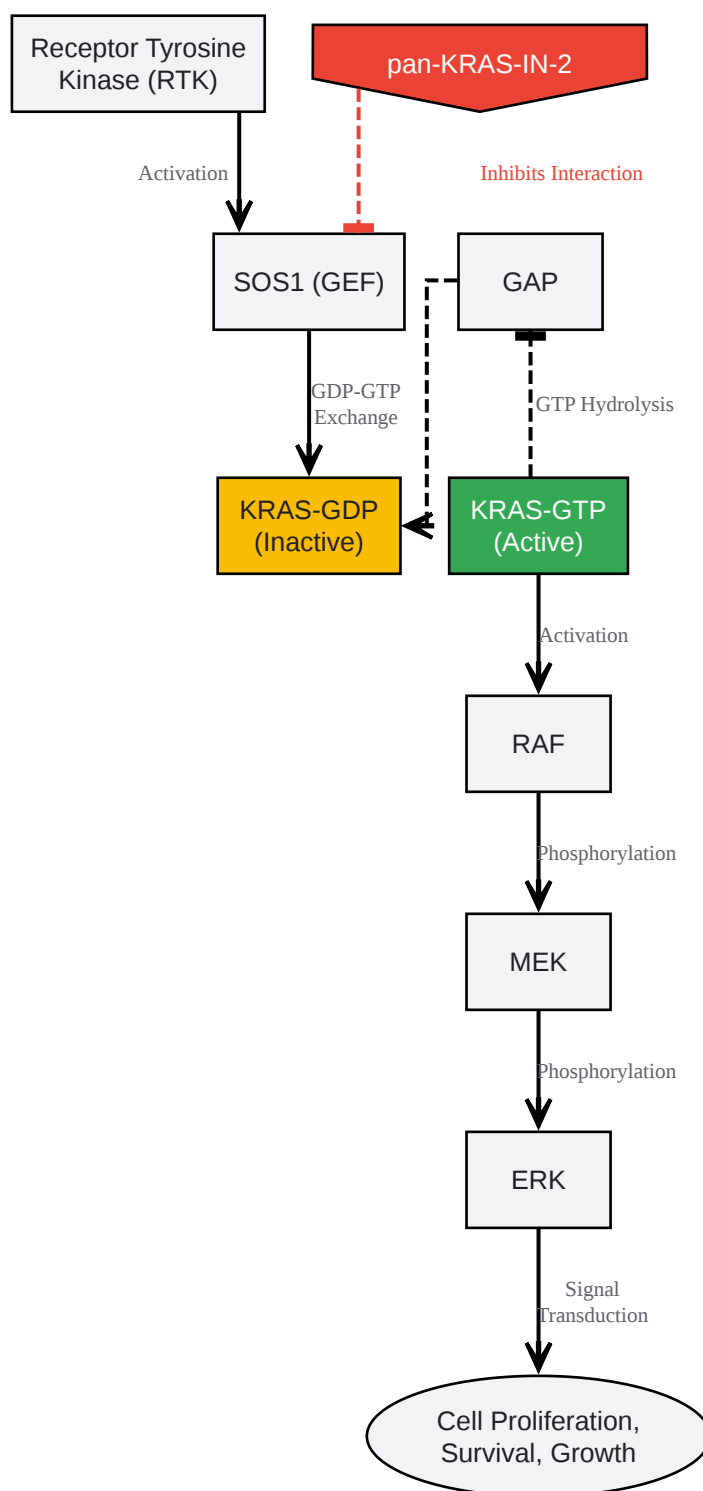 Receptor Tyrosine
Kinase (RTK)
pan-KRAS-IN-2
Activation
Inhibits Interaction
SOS1 (GEF)
GAP
GDP-GTP
Exchange
GTP Hydrolysis
KRAS-GDP
(Inactive)
KRAS-GTP
(Active)
Activation
RAF
Phosphorylation
MEK
Phosphorylation
ERK
Signal
Transduction
Cell Proliferation,
Survival, Growth